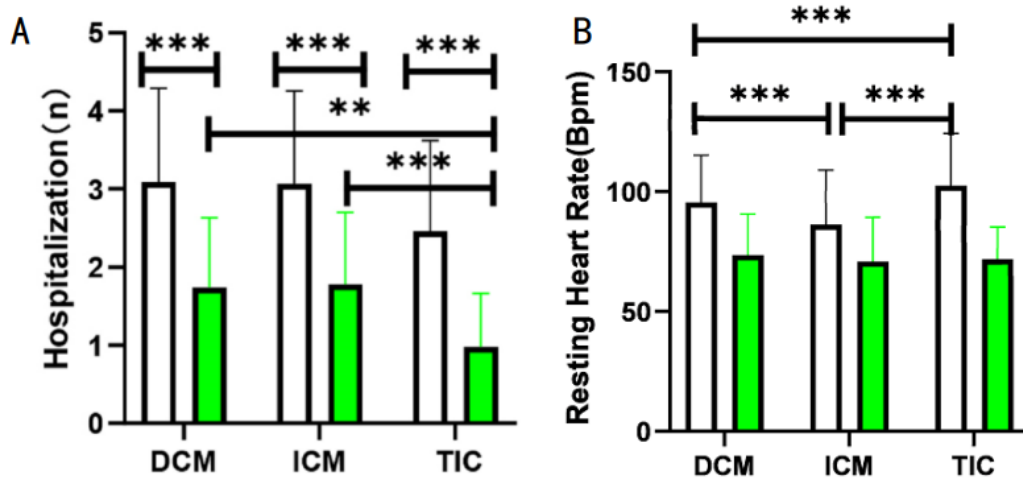 A
Hospitalization(n)
5
4
3
2
1
0
***
***
***
**
***
DCM
ICM
TIC
B
Resting Heart Rate(Bpm)
150
100
50
0
***
***
***
DCM
ICM
TIC